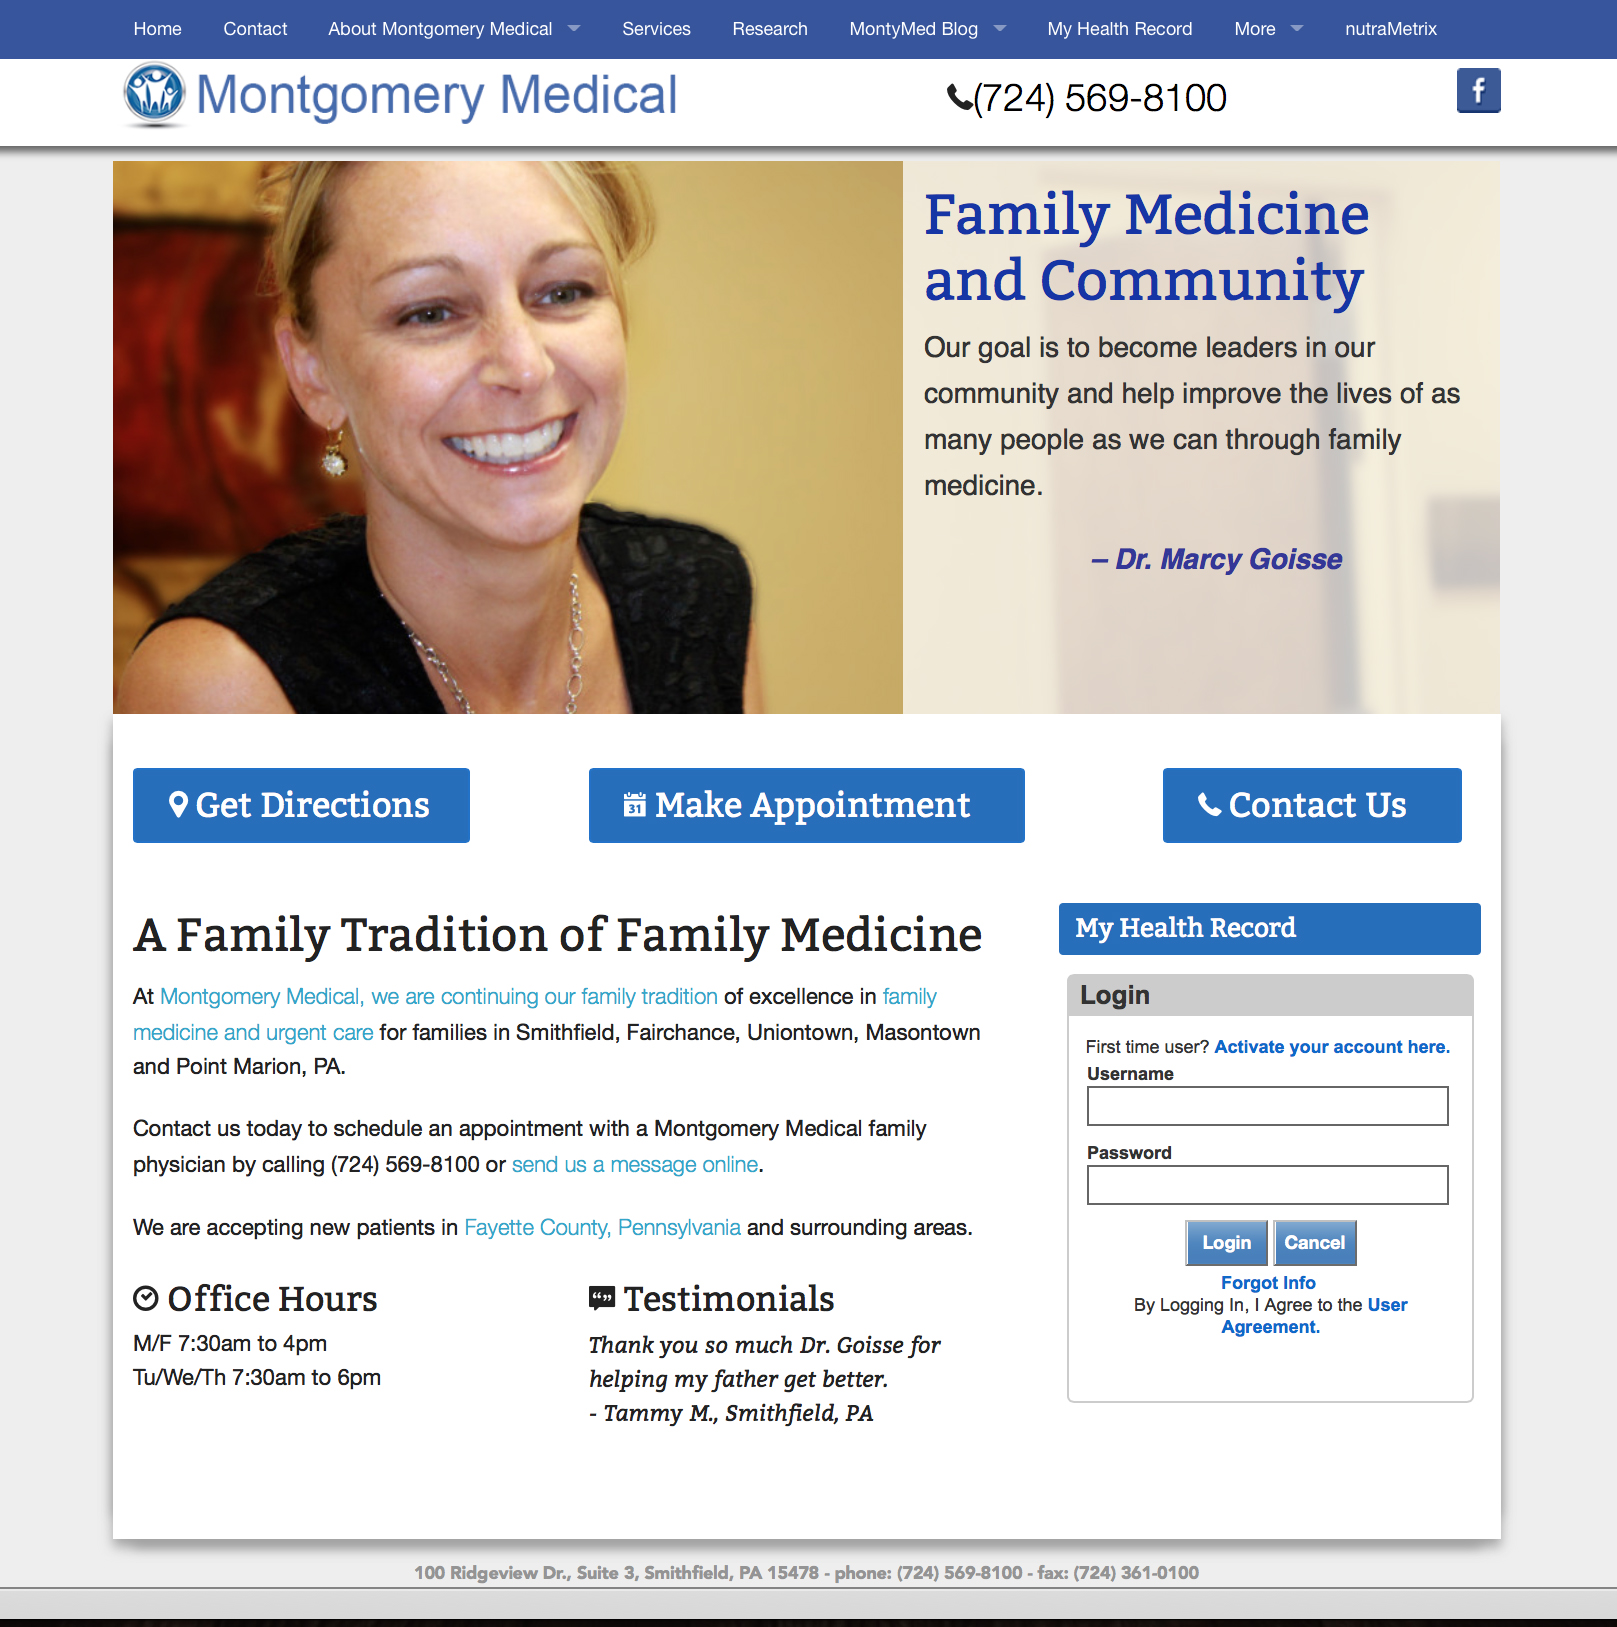 Home Contact About Montgomery Medical Services Research MontyMed Blog My Health Record More nutraMetrix
Montgomery Medical
(724) 569-8100
f
Family Medicine
and Community
Our goal is to become leaders in our
community and help improve the lives of as
many people as we can through family
medicine.
– Dr. Marcy Goisse
Get Directions
31 Make Appointment
Contact Us
A Family Tradition of Family Medicine
At Montgomery Medical, we are continuing our family tradition of excellence in family
medicine and urgent care for families in Smithfield, Fairchance, Uniontown, Masontown
and Point Marion, PA.
Contact us today to schedule an appointment with a Montgomery Medical family
physician by calling (724) 569-8100 or send us a message online.
We are accepting new patients in Fayette County, Pennsylvania and surrounding areas.
Office Hours
M/F 7:30am to 4pm
Tu/We/Th 7:30am to 6pm
Testimonials
Thank you so much Dr. Goisse for
helping my father get better.
- Tammy M., Smithfield, PA
My Health Record
Login
First time user? Activate your account here.
Username
Password
Login Cancel
Forgot Info
By Logging In, I Agree to the User
Agreement.
100 Ridgeview Dr., Suite 3, Smithfield, PA 15478 - phone: (724) 569-8100 - fax: (724) 361-0100